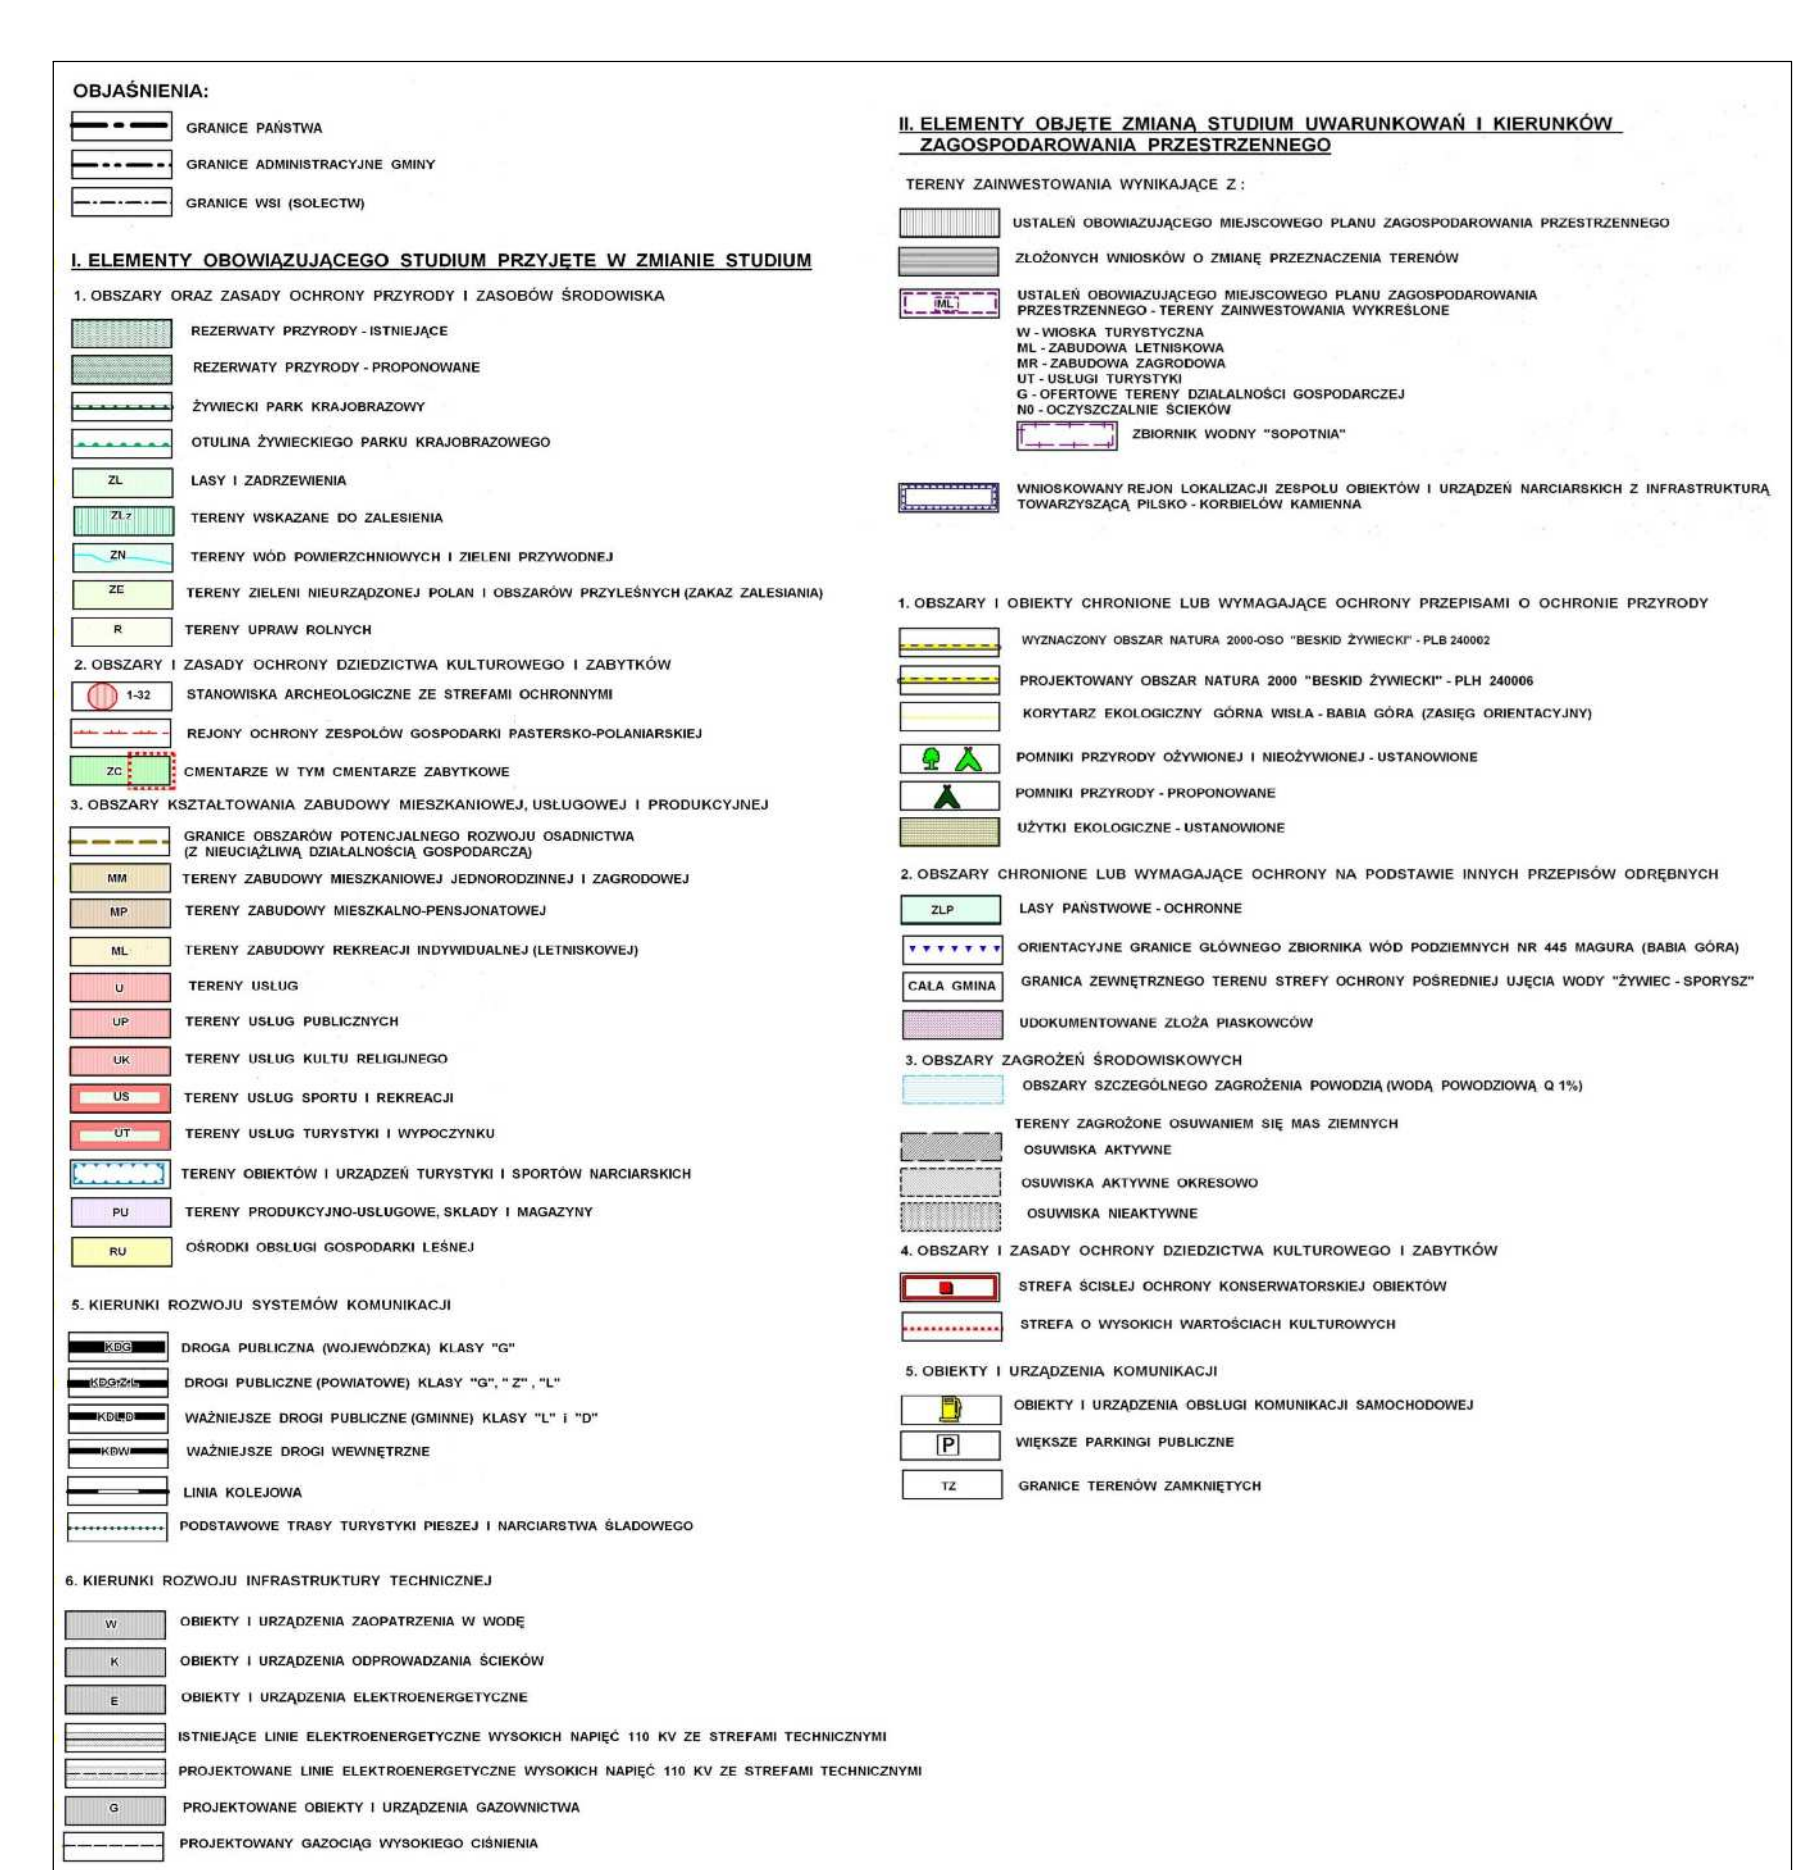 OBJAŚNIENIA:
GRANICE PAŃSTWA
GRANICE ADMINISTRACYJNE GMINY
GRANICE WSI (SOŁECTW)
I. ELEMENTY OBOWIĄZUJĄCEGO STUDIUM PRZYJĘTE W ZMIANIE STUDIUM
1. OBSZARY ORAZ ZASADY OCHRONY PRZYRODY I ZASOBÓW ŚRODOWISKA
REZERWATY PRZYRODY - ISTNIEJĄCE
REZERWATY PRZYRODY - PROPONOWANE
ŻYWIECKI PARK KRAJOBRAZOWY
OTULINA ŻYWIECKIEGO PARKU KRAJOBRAZOWEGO
ZL LASY I ZADRZEWIENIA
ZLz TERENY WSKAZANE DO ZALESIENIA
ZN TERENY WÓD POWIERZCHNIOWYCH I ZIELENI PRZYWODNEJ
ZE TERENY ZIELENI NIEURZĄDZONEJ POLAN I OBSZARÓW PRZYLEŚNYCH (ZAKAZ ZALESIANIA)
R TERENY UPRAW ROLNYCH
2. OBSZARY I ZASADY OCHRONY DZIEDZICTWA KULTUROWEGO I ZABYTKÓW
1-32 STANOWISKA ARCHEOLOGICZNE ZE STREFAMI OCHRONNYMI
REJONY OCHRONY ZESPOŁÓW GOSPODARKI PASTERSKO-POLANIARSKIEJ
ZC CMENTARZE W TYM CMENTARZE ZABYTKOWE
3. OBSZARY KSZTAŁTOWANIA ZABUDOWY MIESZKANIOWEJ, USŁUGOWEJ I PRODUKCYJNEJ
GRANICE OBSZARÓW POTENCJALNEGO ROZWOJU OSADNICTWA
(Z NIEUCIĄŻLIWĄ DZIAŁALNOŚCIĄ GOSPODARCZĄ)
MM TERENY ZABUDOWY MIESZKANIOWEJ JEDNORODZINNEJ I ZAGRODOWEJ
MP TERENY ZABUDOWY MIESZKALNO-PENSJONATOWEJ
ML TERENY ZABUDOWY REKREACJI INDYWIDUALNEJ (LETNISKOWEJ)
U TERENY USŁUG
UP TERENY USŁUG PUBLICZNYCH
UK TERENY USŁUG KULTU RELIGIJNEGO
US TERENY USŁUG SPORTU I REKREACJI
UT TERENY USŁUG TURYSTYKI I WYPOCZYNKU
TERENY OBIEKTÓW I URZĄDZEŃ TURYSTYKI I SPORTÓW NARCIARSKICH
PU TERENY PRODUKCYJNO-USŁUGOWE, SKŁADY I MAGAZYNY
RU OŚRODKI OBSŁUGI GOSPODARKI LEŚNEJ
5. KIERUNKI ROZWOJU SYSTEMÓW KOMUNIKACJI
KDG DROGA PUBLICZNA (WOJEWÓDZKA) KLASY "G"
KDG,Z,L DROGI PUBLICZNE (POWIATOWE) KLASY "G", " Z" , "L"
KDL,D WAŻNIEJSZE DROGI PUBLICZNE (GMINNE) KLASY "L" i "D"
KDW WAŻNIEJSZE DROGI WEWNĘTRZNE
LINIA KOLEJOWA
PODSTAWOWE TRASY TURYSTYKI PIESZEJ I NARCIARSTWA ŚLADOWEGO
6. KIERUNKI ROZWOJU INFRASTRUKTURY TECHNICZNEJ
W OBIEKTY I URZĄDZENIA ZAOPATRZENIA W WODĘ
K OBIEKTY I URZĄDZENIA ODPROWADZANIA ŚCIEKÓW
E OBIEKTY I URZĄDZENIA ELEKTROENERGETYCZNE
ISTNIEJĄCE LINIE ELEKTROENERGETYCZNE WYSOKICH NAPIĘĆ 110 KV ZE STREFAMI TECHNICZNYMI
PROJEKTOWANE LINIE ELEKTROENERGETYCZNE WYSOKICH NAPIĘĆ 110 KV ZE STREFAMI TECHNICZNYMI
G PROJEKTOWANE OBIEKTY I URZĄDZENIA GAZOWNICTWA
PROJEKTOWANY GAZOCIĄG WYSOKIEGO CIŚNIENIA
II. ELEMENTY OBJĘTE ZMIANĄ STUDIUM UWARUNKOWAŃ I KIERUNKÓW
ZAGOSPODAROWANIA PRZESTRZENNEGO
TERENY ZAINWESTOWANIA WYNIKAJĄCE Z :
USTALEŃ OBOWIAZUJĄCEGO MIEJSCOWEGO PLANU ZAGOSPODAROWANIA PRZESTRZENNEGO
ZŁOŻONYCH WNIOSKÓW O ZMIANĘ PRZEZNACZENIA TERENÓW
ML USTALEŃ OBOWIAZUJĄCEGO MIEJSCOWEGO PLANU ZAGOSPODAROWANIA
PRZESTRZENNEGO - TERENY ZAINWESTOWANIA WYKREŚLONE
W - WIOSKA TURYSTYCZNA
ML - ZABUDOWA LETNISKOWA
MR - ZABUDOWA ZAGRODOWA
UT - USŁUGI TURYSTYKI
G - OFERTOWE TERENY DZIAŁALNOŚCI GOSPODARCZEJ
N0 - OCZYSZCZALNIE ŚCIEKÓW
ZBIORNIK WODNY "SOPOTNIA"
WNIOSKOWANY REJON LOKALIZACJI ZESPOŁU OBIEKTÓW I URZĄDZEŃ NARCIARSKICH Z INFRASTRUKTURĄ
TOWARZYSZĄCĄ PILSKO - KORBIELÓW KAMIENNA
1. OBSZARY I OBIEKTY CHRONIONE LUB WYMAGAJĄCE OCHRONY PRZEPISAMI O OCHRONIE PRZYRODY
WYZNACZONY OBSZAR NATURA 2000-OSO "BESKID ŻYWIECKI" - PLB 240002
PROJEKTOWANY OBSZAR NATURA 2000 "BESKID ŻYWIECKI" - PLH 240006
KORYTARZ EKOLOGICZNY GÓRNA WISŁA - BABIA GÓRA (ZASIĘG ORIENTACYJNY)
POMNIKI PRZYRODY OŻYWIONEJ I NIEOŻYWIONEJ - USTANOWIONE
POMNIKI PRZYRODY - PROPONOWANE
UŻYTKI EKOLOGICZNE - USTANOWIONE
2. OBSZARY CHRONIONE LUB WYMAGAJĄCE OCHRONY NA PODSTAWIE INNYCH PRZEPISÓW ODRĘBNYCH
ZLP LASY PAŃSTWOWE - OCHRONNE
ORIENTACYJNE GRANICE GŁÓWNEGO ZBIORNIKA WÓD PODZIEMNYCH NR 445 MAGURA (BABIA GÓRA)
CAŁA GMINA GRANICA ZEWNĘTRZNEGO TERENU STREFY OCHRONY POŚREDNIEJ UJĘCIA WODY "ŻYWIEC - SPORYSZ"
UDOKUMENTOWANE ZŁOŻA PIASKOWCÓW
3. OBSZARY ZAGROŻEŃ ŚRODOWISKOWYCH
OBSZARY SZCZEGÓLNEGO ZAGROŻENIA POWODZIĄ (WODĄ POWODZIOWĄ Q 1%)
TERENY ZAGROŻONE OSUWANIEM SIĘ MAS ZIEMNYCH
OSUWISKA AKTYWNE
OSUWISKA AKTYWNE OKRESOWO
OSUWISKA NIEAKTYWNE
4. OBSZARY I ZASADY OCHRONY DZIEDZICTWA KULTUROWEGO I ZABYTKÓW
STREFA ŚCISŁEJ OCHRONY KONSERWATORSKIEJ OBIEKTÓW
STREFA O WYSOKICH WARTOŚCIACH KULTUROWYCH
5. OBIEKTY I URZĄDZENIA KOMUNIKACJI
OBIEKTY I URZĄDZENIA OBSŁUGI KOMUNIKACJI SAMOCHODOWEJ
P WIĘKSZE PARKINGI PUBLICZNE
TZ GRANICE TERENÓW ZAMKNIĘTYCH